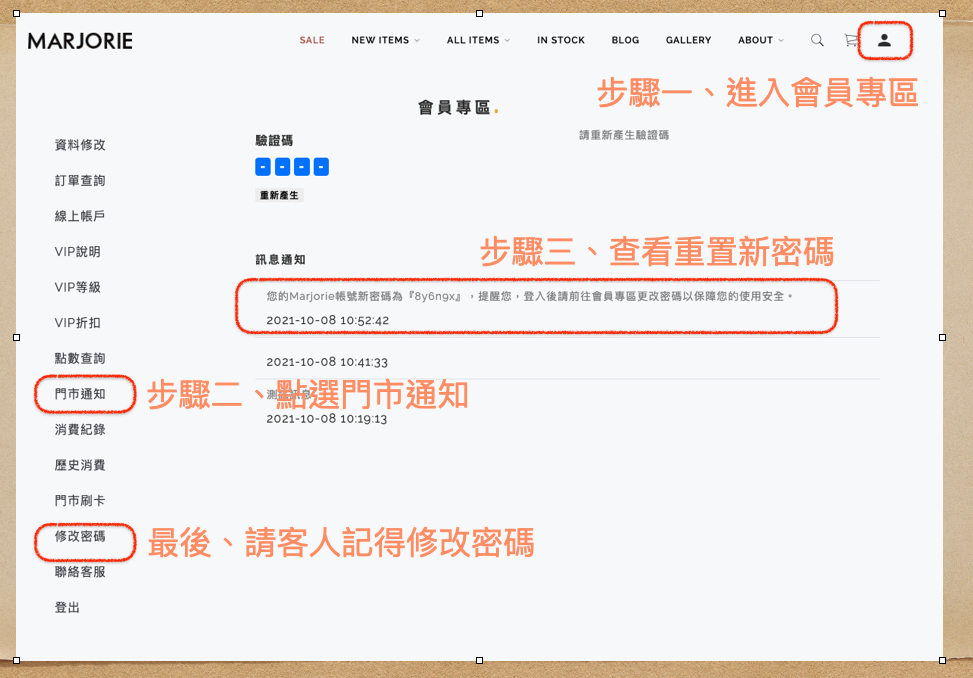 MARJORIE
SALE NEW ITEMS ALL ITEMS IN STOCK BLOG GALLERY ABOUT
步驟一、進入會員專區
會員專區.
資料修改
訂單查詢
線上帳戶
VIP說明
VIP等級
VIP折扣
點數查詢
門市通知
消費紀錄
歷史消費
門市刷卡
修改密碼
聯絡客服
登出
驗證碼
- - - -
重新產生
請重新產生驗證碼
步驟三、查看重置新密碼
訊息通知
您的Marjorie帳號新密碼為『8y6n9x』，提醒您，登入後請前往會員專區更改密碼以保障您的使用安全。
2021-10-08 10:52:42
2021-10-08 10:41:33
步驟二、點選門市通知
2021-10-08 10:19:13
最後、請客人記得修改密碼